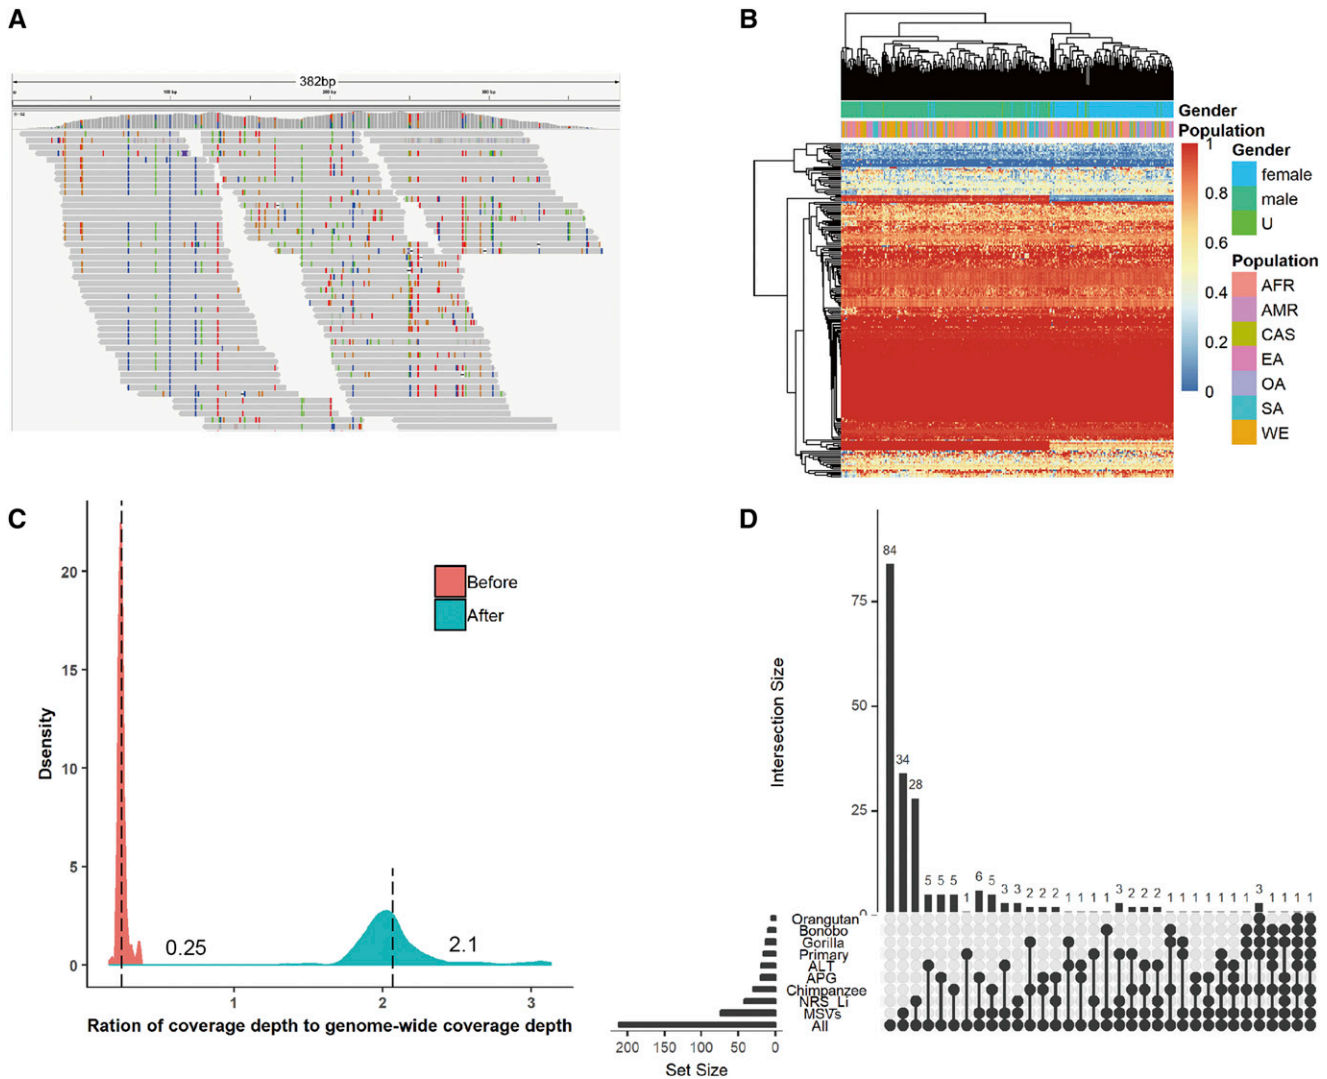 A
382bp
B
Gender
Population
1
0.8
0.6
0.4
0.2
0
Gender
female
male
U
Population
AFR
AMR
CAS
EA
OA
SA
WE
C
20
15
10
5
0
Dsensity
Before
After
0.25
2.1
1 2 3
Ration of coverage depth to genome-wide coverage depth
D
Intersection Size
75
50
25
0
84
34
28
5 5 5 1 6 5 3 3 2 2 2 1 1 1 1 3 2 2 2 1 1 1 1 1 1 1 3 1 1 1 1
Orangutan
Bonobo
Gorilla
Primary
ALT
APG
Chimpanzee
NRS_Li
MSVs
All
200 150 100 50 0
Set Size